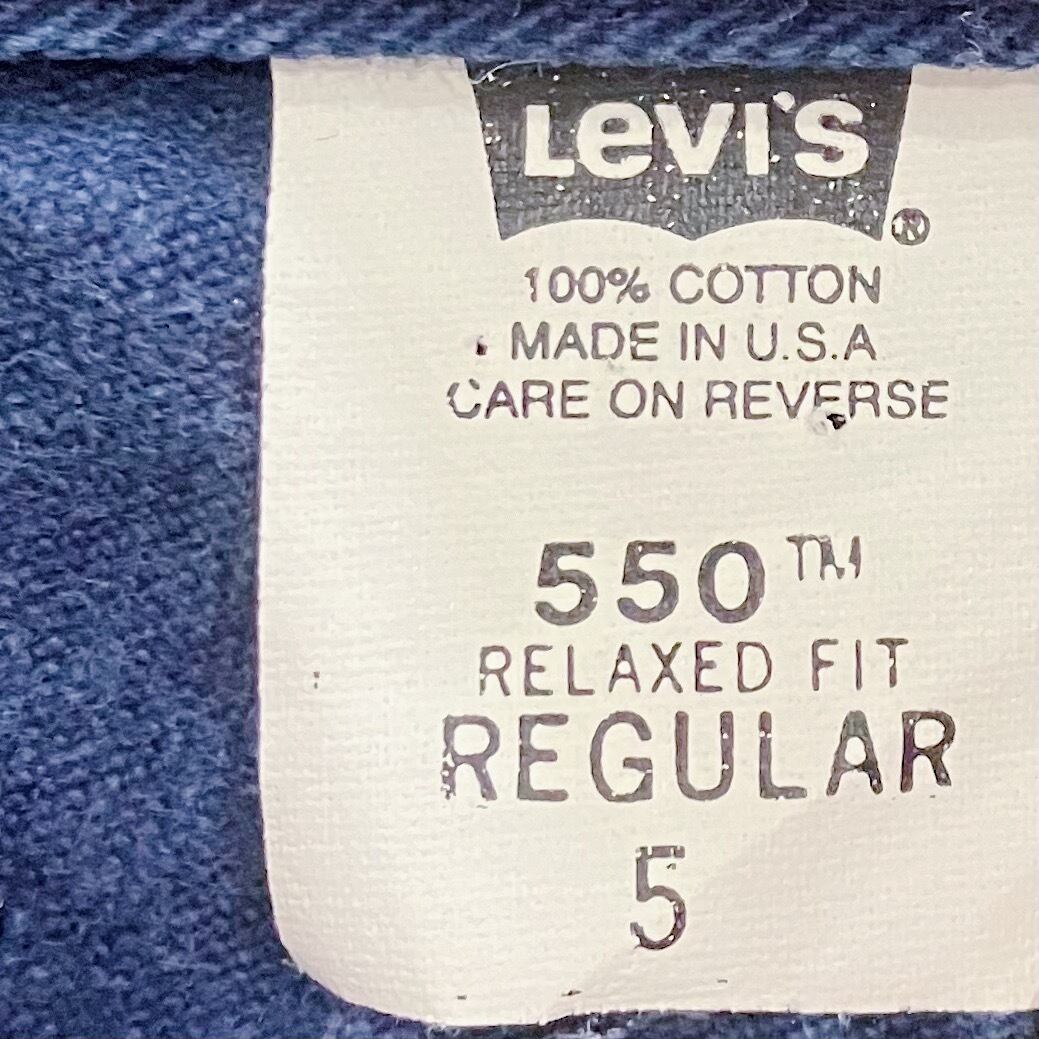 Levi's®
100% COTTON
MADE IN U.S.A
CARE ON REVERSE
550™
RELAXED FIT
REGULAR
5